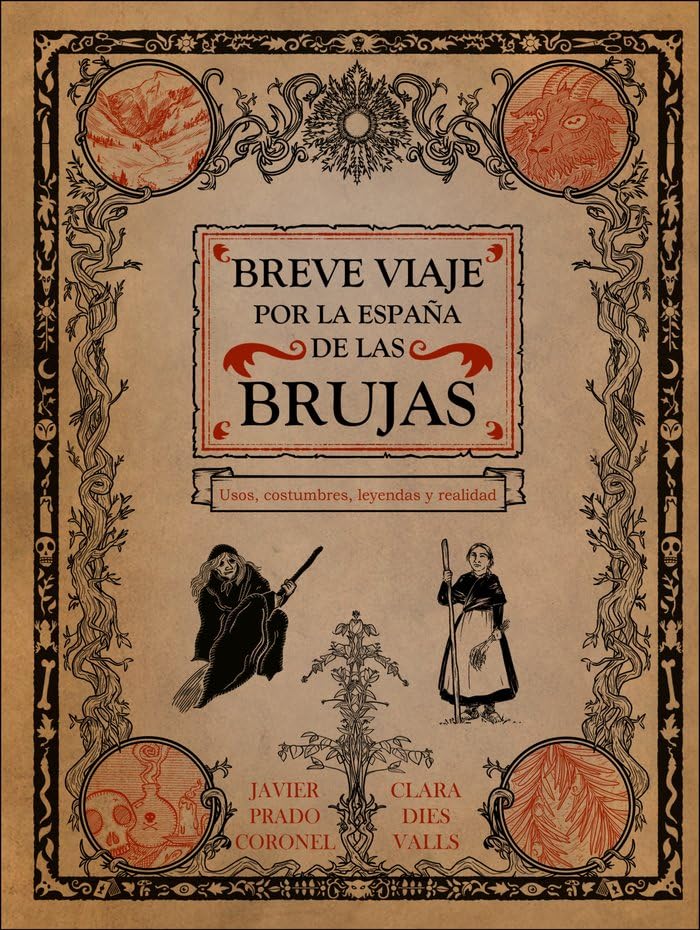 BREVE VIAJE
POR LA ESPAÑA
DE LAS
BRUJAS
Usos, costumbres, leyendas y realidad
JAVIER
PRADO
CORONEL
CLARA
DIES
VALLS